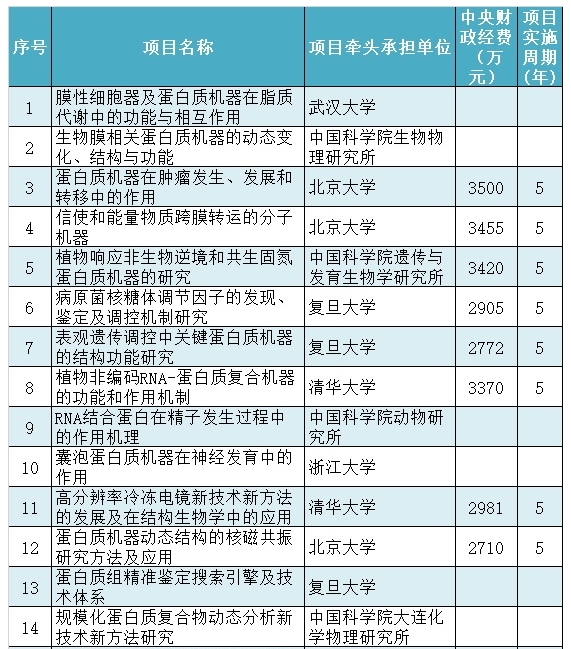 序号 项目名称 项目牵头承担单位 中央财政经费（万元） 项目实施周期(年)
1 膜性细胞器及蛋白质机器在脂质代谢中的功能与相互作用 武汉大学
2 生物膜相关蛋白质机器的动态变化、结构与功能 中国科学院生物物理研究所
3 蛋白质机器在肿瘤发生、发展和转移中的作用 北京大学 3500 5
4 信使和能量物质跨膜转运的分子机器 北京大学 3455 5
5 植物响应非生物逆境和共生固氮蛋白质机器的研究 中国科学院遗传与发育生物学研究所 3420 5
6 病原菌核糖体调节因子的发现、鉴定及调控机制研究 复旦大学 2905 5
7 表观遗传调控中关键蛋白质机器的结构功能研究 复旦大学 2772 5
8 植物非编码RNA-蛋白质复合机器的功能和作用机制 清华大学 3370 5
9 RNA结合蛋白在精子发生过程中的作用机理 中国科学院动物研究所
10 囊泡蛋白质机器在神经发育中的作用 浙江大学
11 高分辨率冷冻电镜新技术新方法的发展及在结构生物学中的应用 清华大学 2981 5
12 蛋白质机器动态结构的核磁共振研究方法及应用 北京大学 2710 5
13 蛋白质组精准鉴定搜索引擎及技术体系 复旦大学
14 规模化蛋白质复合物动态分析新技术新方法研究 中国科学院大连化学物理研究所